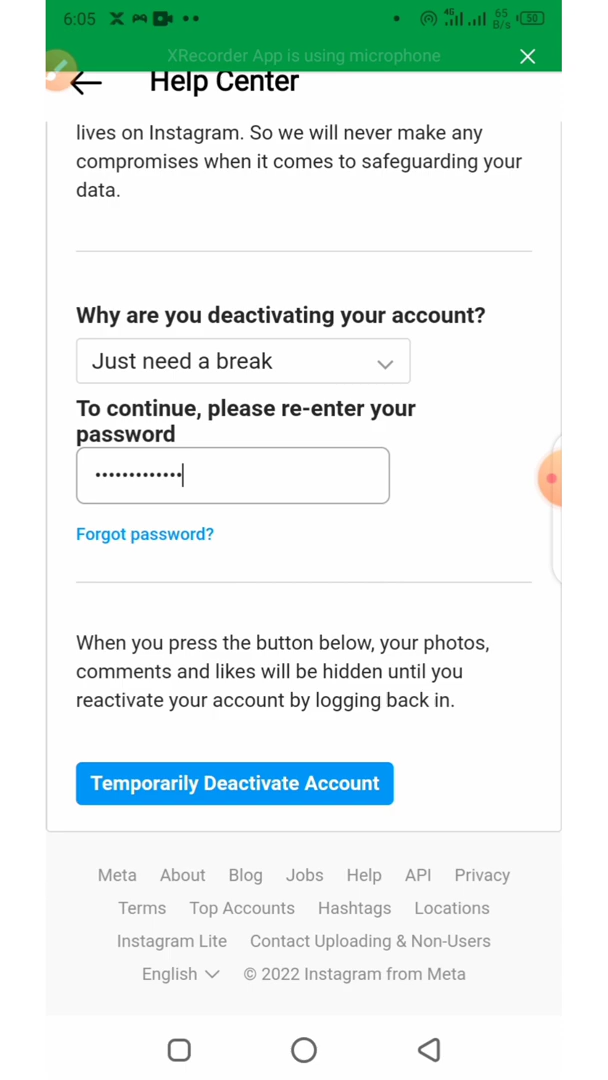 6:05 4G 65 B/s 50
XRecorder App is using microphone
Help Center
lives on Instagram. So we will never make any
compromises when it comes to safeguarding your
data.
Why are you deactivating your account?
Just need a break
To continue, please re-enter your
password
•••••••••••••
Forgot password?
When you press the button below, your photos,
comments and likes will be hidden until you
reactivate your account by logging back in.
Temporarily Deactivate Account
Meta About Blog Jobs Help API Privacy
Terms Top Accounts Hashtags Locations
Instagram Lite Contact Uploading & Non-Users
English © 2022 Instagram from Meta